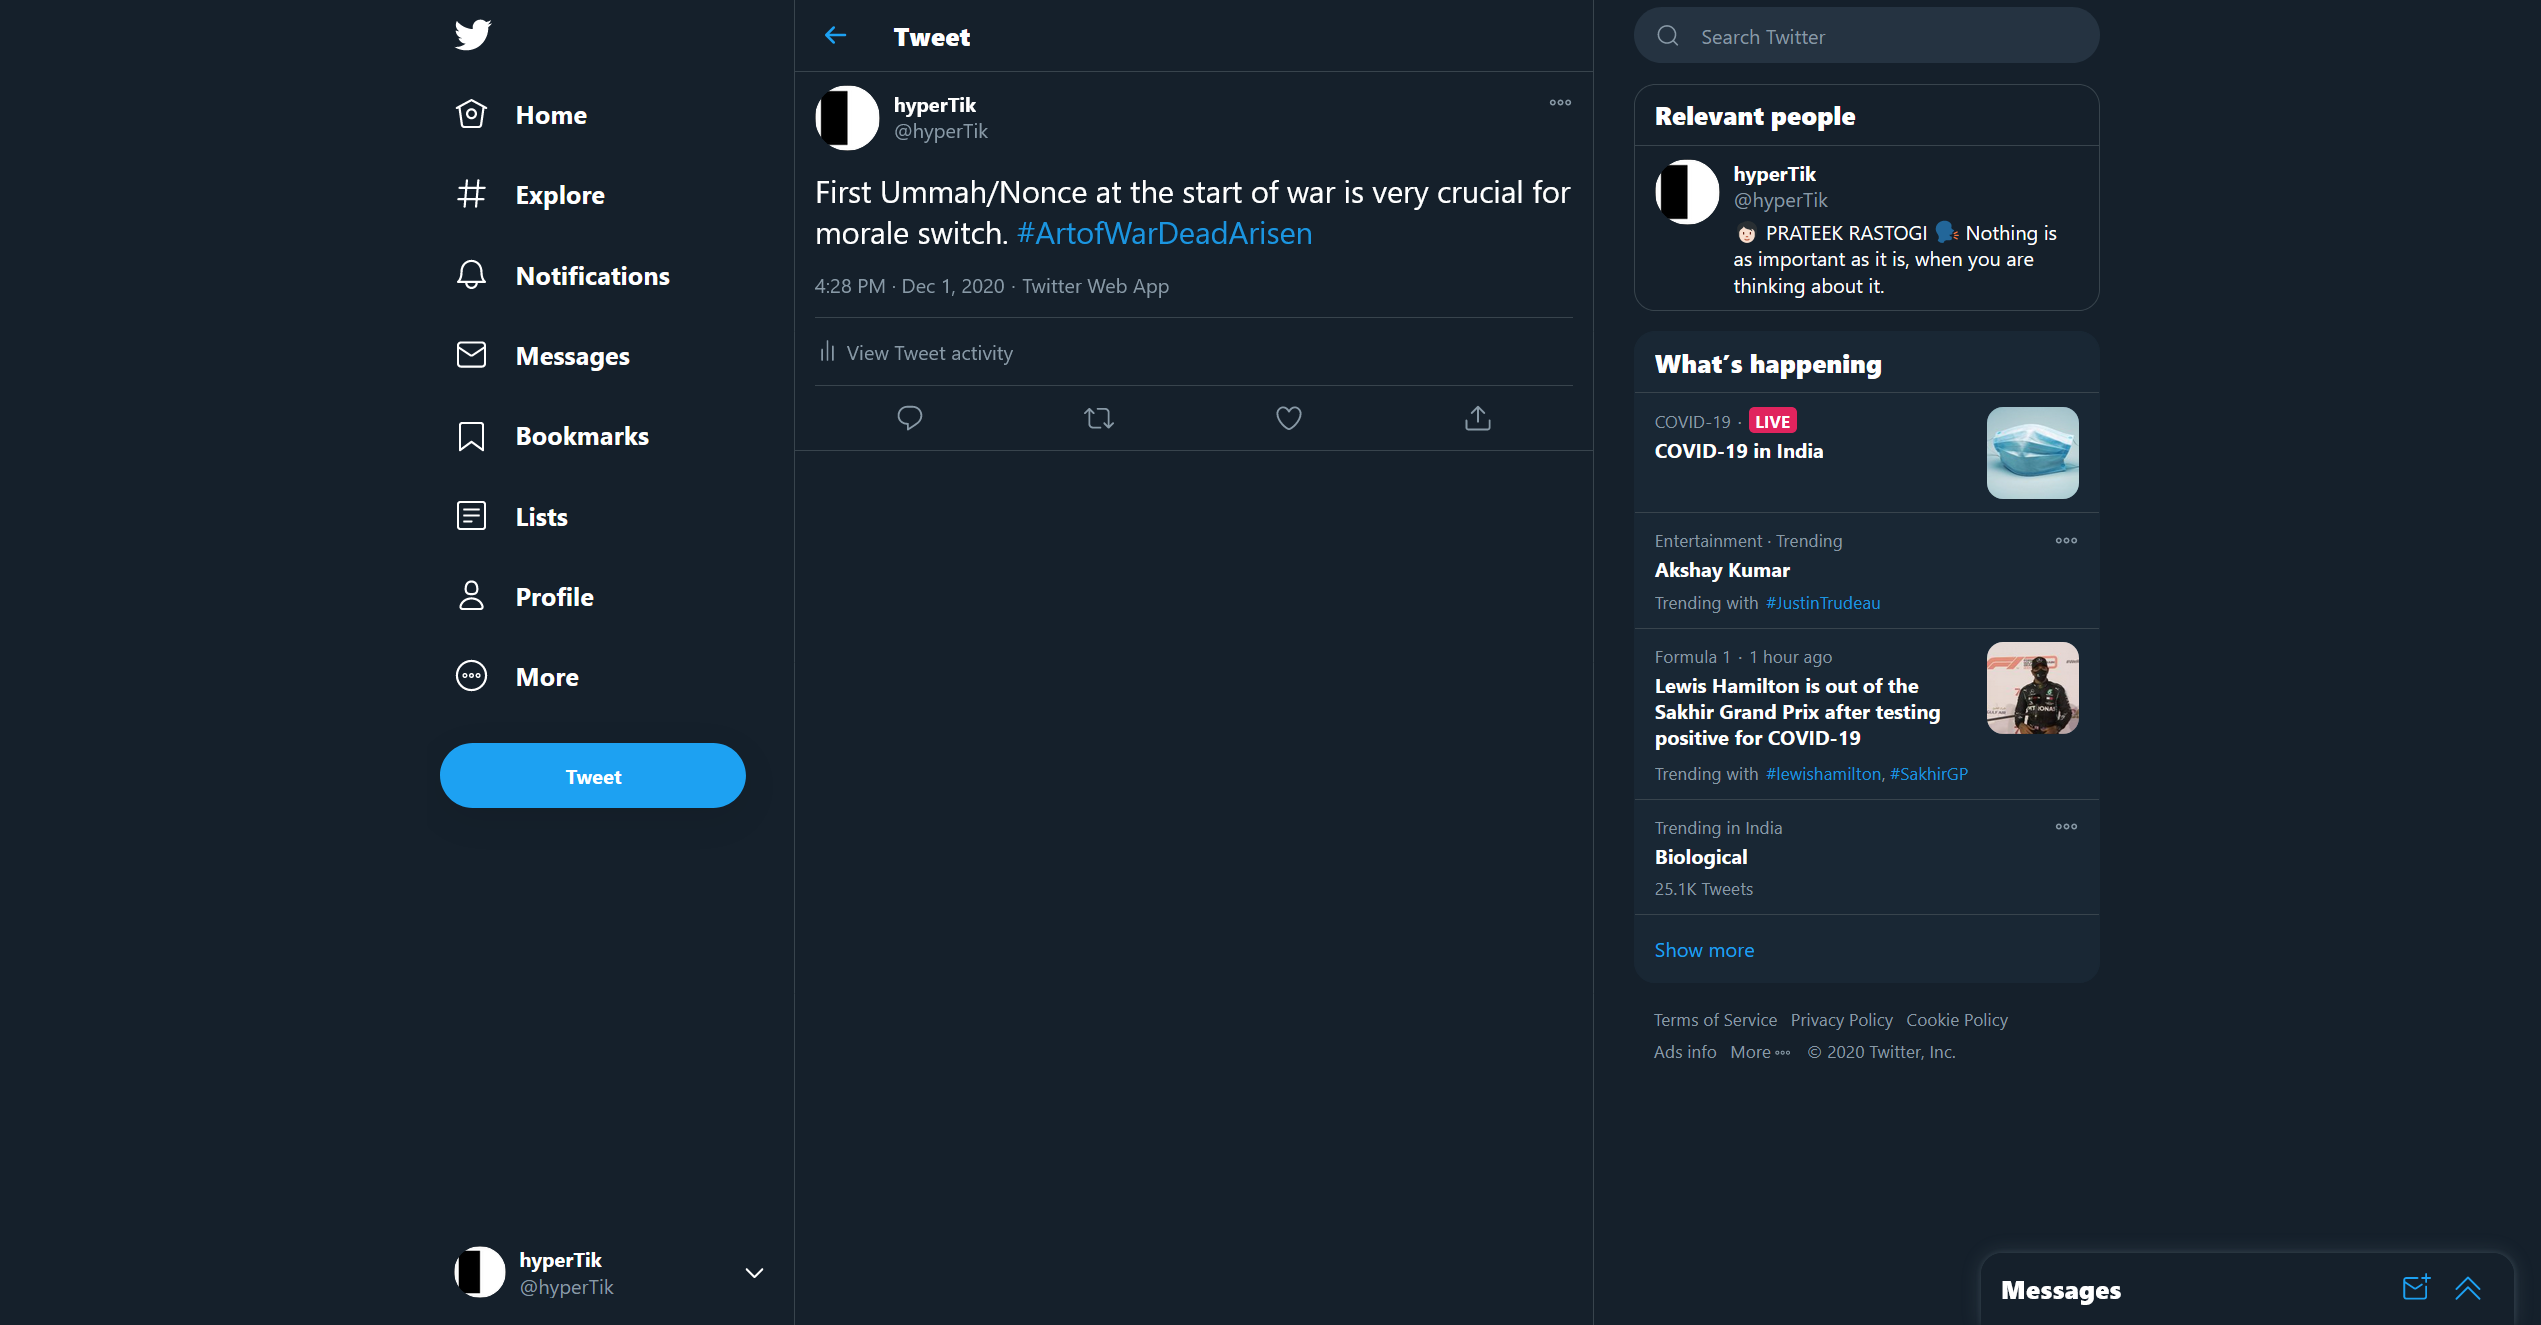 Home
Explore
Notifications
Messages
Bookmarks
Lists
Profile
More
Tweet
hyperTik
@hyperTik
Tweet
hyperTik
@hyperTik
First Ummah/Nonce at the start of war is very crucial for
morale switch. #ArtofWarDeadArisen
4:28 PM · Dec 1, 2020 · Twitter Web App
View Tweet activity
Search Twitter
Relevant people
hyperTik
@hyperTik
PRATEEK RASTOGI Nothing is
as important as it is, when you are
thinking about it.
What's happening
COVID-19 · LIVE
COVID-19 in India
Entertainment · Trending
Akshay Kumar
Trending with #JustinTrudeau
Formula 1 · 1 hour ago
Lewis Hamilton is out of the
Sakhir Grand Prix after testing
positive for COVID-19
Trending with #lewishamilton, #SakhirGP
Trending in India
Biological
25.1K Tweets
Show more
Terms of Service Privacy Policy Cookie Policy
Ads info More © 2020 Twitter, Inc.
Messages